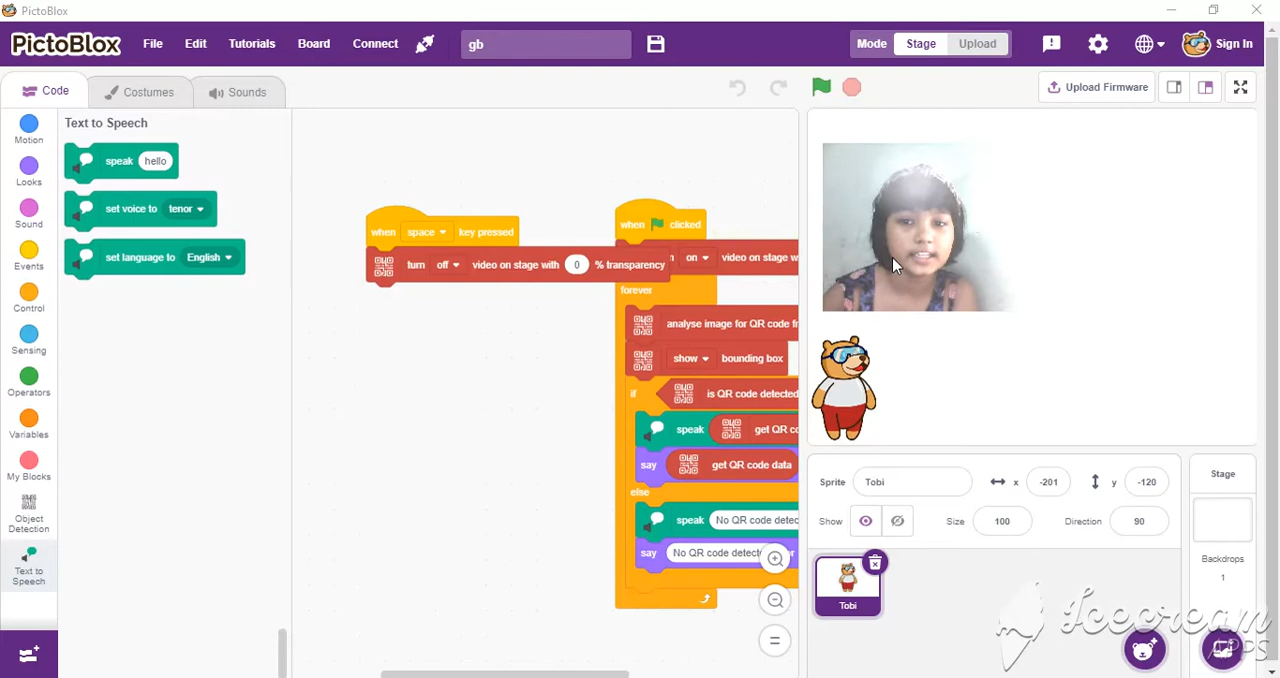 PictoBlox
PictoBlox File Edit Tutorials Board Connect gb Mode Stage Upload Sign In
Code Costumes Sounds Upload Firmware
Motion
Looks
Sound
Events
Control
Sensing
Operators
Variables
My Blocks
Object
Detection
Text to
Speech
Text to Speech
speak hello
set voice to tenor
set language to English
when space key pressed
turn off video on stage with 0 % transparency
when clicked
on video on stage
forever
analyse image for QR code
show bounding box
if is QR code detected
speak get QR
say get QR code data
else
speak No QR code
say No QR code
Sprite Tobi x -201 y -120
Show Size 100 Direction 90
Tobi
Stage
Backdrops
1
Icecream
APPS